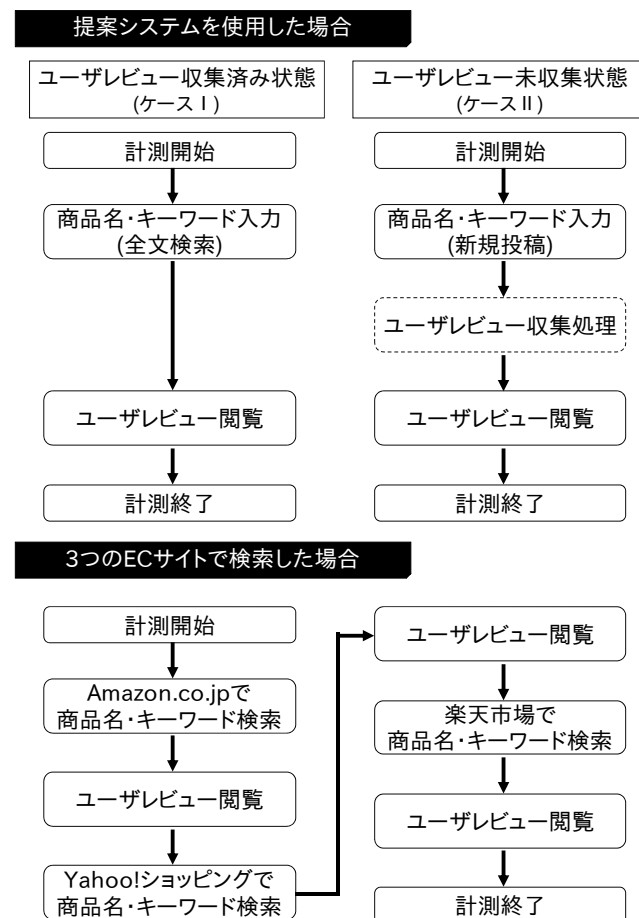 提案システムを使用した場合
ユーザレビュー収集済み状態
(ケースⅠ)
計測開始
商品名・キーワード入力
(全文検索)
ユーザレビュー閲覧
計測終了
ユーザレビュー未収集状態
(ケースⅡ)
計測開始
商品名・キーワード入力
(新規投稿)
ユーザレビュー収集処理
ユーザレビュー閲覧
計測終了
3つのECサイトで検索した場合
計測開始
Amazon.co.jpで
商品名・キーワード検索
ユーザレビュー閲覧
Yahoo!ショッピングで
商品名・キーワード検索
ユーザレビュー閲覧
楽天市場で
商品名・キーワード検索
ユーザレビュー閲覧
計測終了